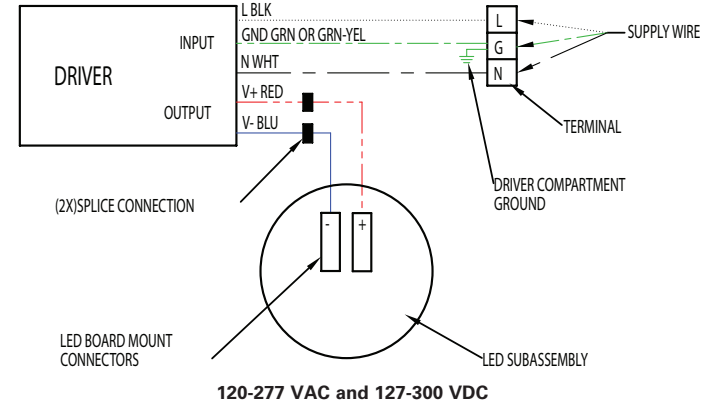 L BLK
GND GRN OR GRN-YEL
INPUT
N WHT
DRIVER
V+ RED
OUTPUT
V- BLU
L
G
N
SUPPLY WIRE
TERMINAL
(2X)SPLICE CONNECTION
DRIVER COMPARTMENT
GROUND
- +
LED BOARD MOUNT
CONNECTORS
LED SUBASSEMBLY
120-277 VAC and 127-300 VDC